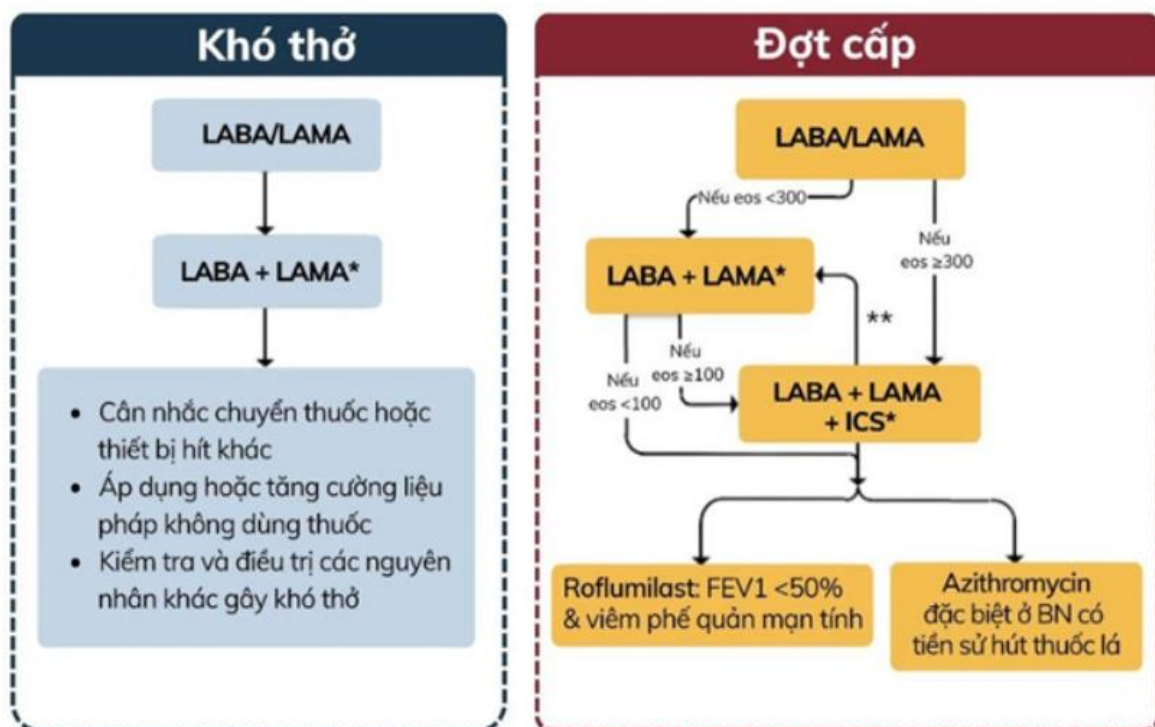 Khó thở
LABA/LAMA
LABA + LAMA*
• Cân nhắc chuyển thuốc hoặc
thiết bị hít khác
• Áp dụng hoặc tăng cường liệu
pháp không dùng thuốc
• Kiểm tra và điều trị các nguyên
nhân khác gây khó thở
Đợt cấp
LABA/LAMA
Nếu eos <300
Nếu
eos ≥300
LABA + LAMA*
**
Nếu
eos ≥100
Nếu
eos <100
LABA + LAMA
+ ICS*
Roflumilast: FEV1 <50%
& viêm phế quản mạn tính
Azithromycin
đặc biệt ở BN có
tiền sử hút thuốc lá